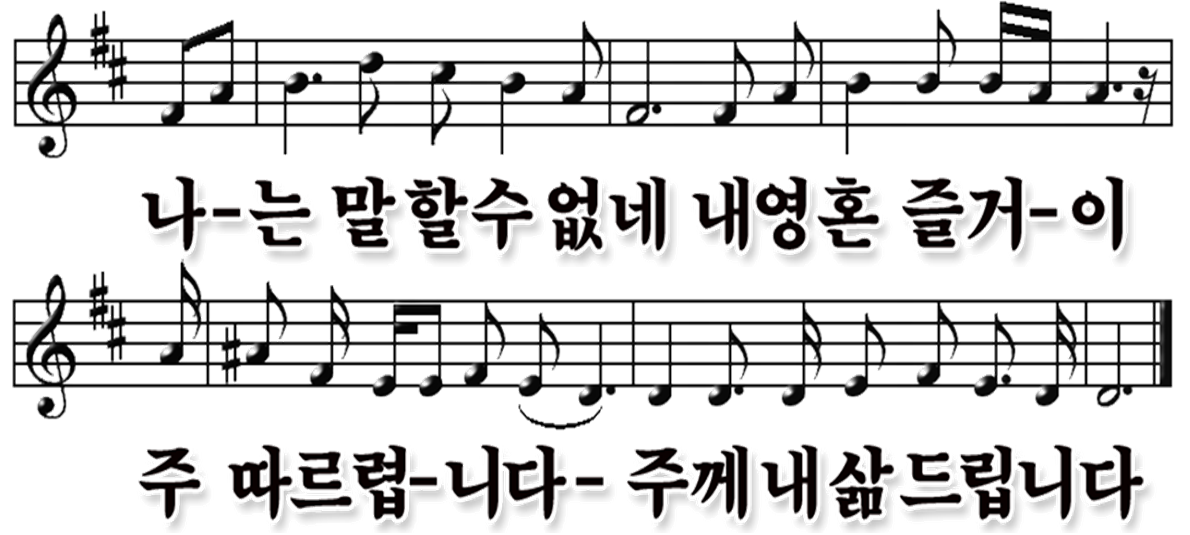 나-는 말할수 없네 내영혼 즐거-이
주 따르렵-니다- 주께 내 삶 드립니다